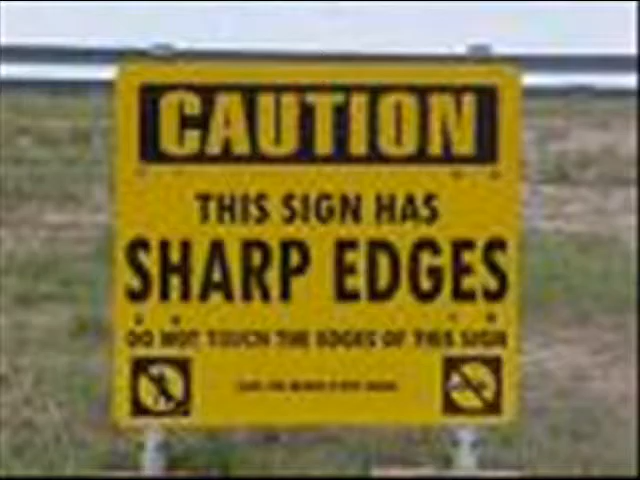 CAUTION
THIS SIGN HAS
SHARP EDGES
DO NOT TOUCH THE EDGES OF THIS SIGN